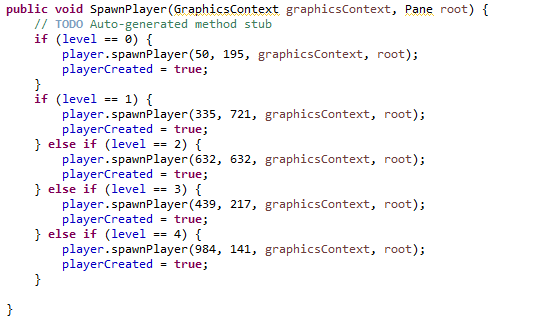 public void SpawnPlayer(GraphicsContext graphicsContext, Pane root) {
    // TODO Auto-generated method stub
    if (level == 0) {
        player.spawnPlayer(50, 195, graphicsContext, root);
        playerCreated = true;
    }
    if (level == 1) {
        player.spawnPlayer(335, 721, graphicsContext, root);
        playerCreated = true;
    } else if (level == 2) {
        player.spawnPlayer(632, 632, graphicsContext, root);
        playerCreated = true;
    } else if (level == 3) {
        player.spawnPlayer(439, 217, graphicsContext, root);
        playerCreated = true;
    } else if (level == 4) {
        player.spawnPlayer(984, 141, graphicsContext, root);
        playerCreated = true;
    }

}